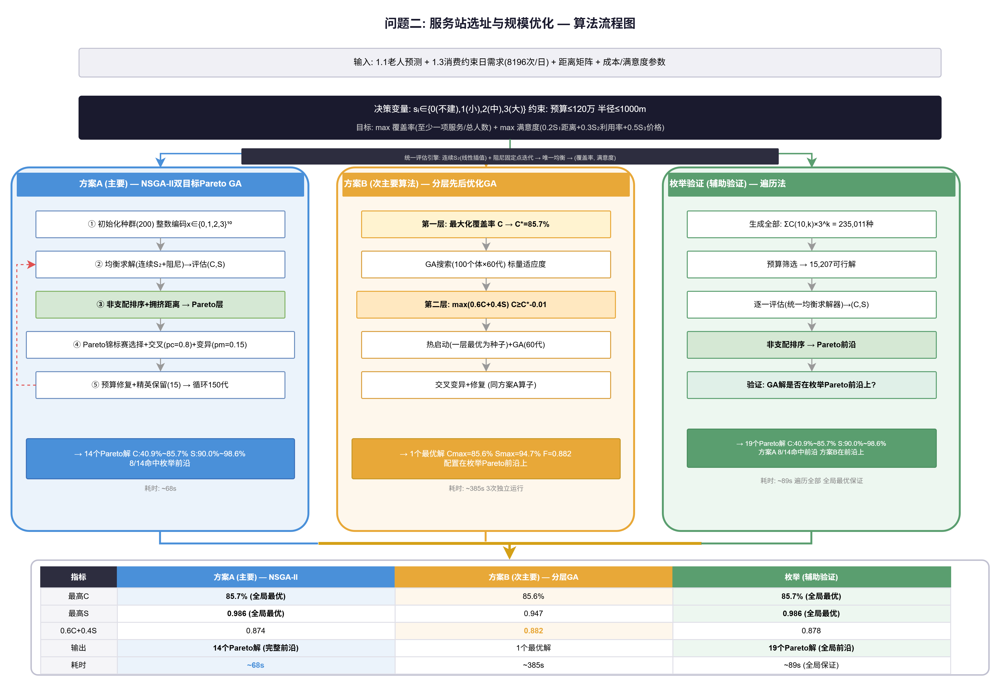 问题二: 服务站选址与规模优化 — 算法流程图
输入: 1.1老人预测 + 1.3消费约束日需求(8196次/日) + 距离矩阵 + 成本/满意度参数
决策变量: sᵢ∈{0(不建),1(小),2(中),3(大)} 约束: 预算≤120万 半径≤1000m
目标: max 覆盖率(至少一项服务/总人数) + max 满意度(0.2S₁距离+0.3S₂利用率+0.5S₃价格)
统一评估引擎: 连续S₂(线性插值) + 阻尼固定点迭代 → 唯一均衡 → (覆盖率, 满意度)
方案A (主要) — NSGA-II双目标Pareto GA
① 初始化种群(200) 整数编码x∈{0,1,2,3}¹⁰
② 均衡求解(连续S₂+阻尼)→评估(C,S)
③ 非支配排序+拥挤距离 → Pareto层
④ Pareto锦标赛选择+交叉(pc=0.8)+变异(pm=0.15)
⑤ 预算修复+精英保留(15) → 循环150代
→ 14个Pareto解 C:40.9%~85.7% S:90.0%~98.6%
8/14命中枚举前沿
耗时: ~68s
方案B (次主要算法) — 分层先后优化GA
第一层: 最大化覆盖率 C → C*=85.7%
GA搜索(100个体×60代) 标量适应度
第二层: max(0.6C+0.4S) C≥C*-0.01
热启动(一层最优为种子)+GA(60代)
交叉变异+修复 (同方案A算子)
→ 1个最优解 Cmax=85.6% Smax=94.7% F=0.882
配置在枚举Pareto前沿上
耗时: ~385s 3次独立运行
枚举验证 (辅助验证) — 遍历法
生成全部: ΣC(10,k)×3^k = 235,011种
预算筛选 → 15,207可行解
逐一评估(统一均衡求解器)→(C,S)
非支配排序 → Pareto前沿
验证: GA解是否在枚举Pareto前沿上?
→ 19个Pareto解 C:40.9%~85.7% S:90.0%~98.6%
方案A 8/14命中前沿 方案B在前沿上
耗时: ~89s 遍历全部 全局最优保证
指标 方案A (主要) — NSGA-II 方案B (次主要) — 分层GA 枚举 (辅助验证)
最高C 85.7% (全局最优) 85.6% 85.7% (全局最优)
最高S 0.986 (全局最优) 0.947 0.986 (全局最优)
0.6C+0.4S 0.874 0.882 0.878
输出 14个Pareto解 (完整前沿) 1个最优解 19个Pareto解 (全局前沿)
耗时 ~68s ~385s ~89s (全局保证)